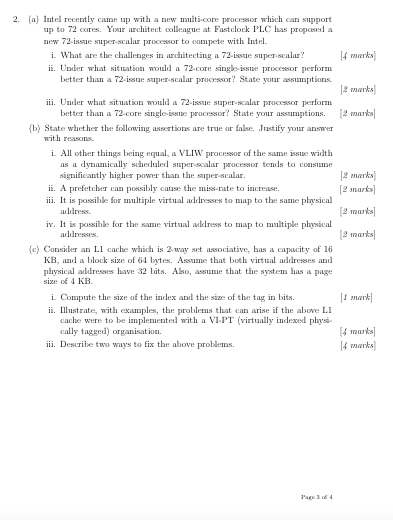 2. (a) Intel recently came up with a new multi-core processor which can support
up to 72 cores. Your architect colleague at Fastclock PLC has proposed a
new 72-issue super-scalar processor to compete with Intel.
i. What are the challenges in architecting a 72-issue super-scalar? [4 marks]
ii. Under what situation would a 72-core single-issue processor perform
better than a 72-issue super-scalar processor? State your assumptions.
[2 marks]
iii. Under what situation would a 72-issue super-scalar processor perform
better than a 72-core single-issue processor? State your assumptions. [2 marks]
(b) State whether the following assertions are true or false. Justify your answer
with reasons.
i. All other things being equal, a VLIW processor of the same issue width
as a dynamically scheduled super-scalar processor tends to consume
significantly higher power than the super-scalar. [2 marks]
ii. A prefetcher can possibly cause the miss-rate to increase. [2 marks]
iii. It is possible for multiple virtual addresses to map to the same physical
address. [2 marks]
iv. It is possible for the same virtual address to map to multiple physical
addresses. [2 marks]
(c) Consider an L1 cache which is 2-way set associative, has a capacity of 16
KB, and a block size of 64 bytes. Assume that both virtual addresses and
physical addresses have 32 bits. Also, assume that the system has a page
size of 4 KB.
i. Compute the size of the index and the size of the tag in bits. [1 mark]
ii. Illustrate, with examples, the problems that can arise if the above L1
cache were to be implemented with a VI-PT (virtually indexed physi-
cally tagged) organisation. [4 marks]
iii. Describe two ways to fix the above problems. [4 marks]
Page 3 of 4